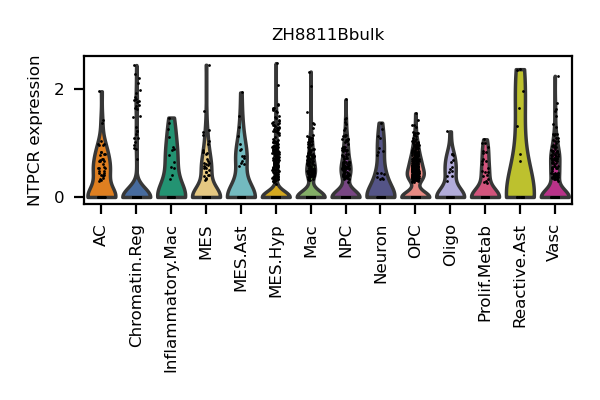 ZH8811Bbulk
NTPCR expression
2
0
AC
Chromatin.Reg
Inflammatory.Mac
MES
MES.Ast
MES.Hyp
Mac
NPC
Neuron
OPC
Oligo
Prolif.Metab
Reactive.Ast
Vasc